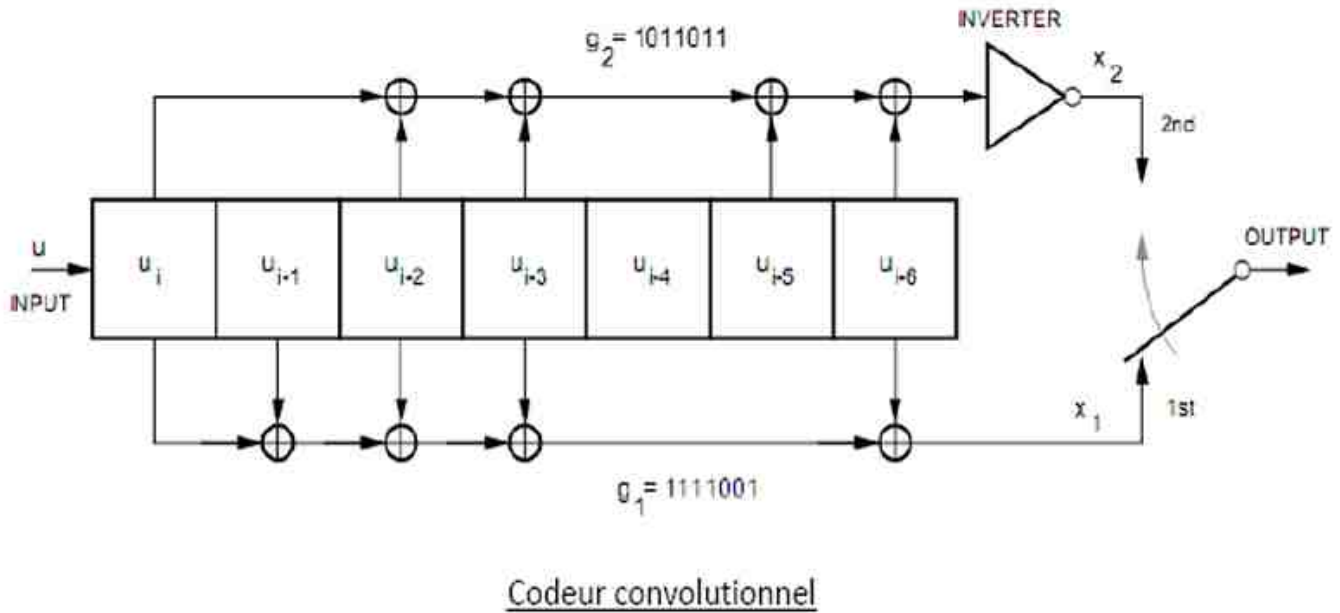 INVERTER
g2= 1011011
x2
2nd
u
INPUT
ui
ui-1
ui-2
ui-3
ui-4
ui-5
ui-6
OUTPUT
x1
1st
g1= 1111001
Codeur convolutionnel